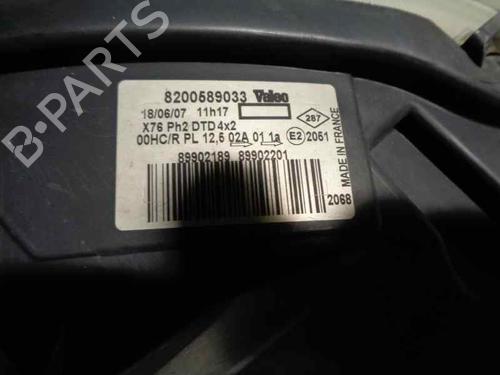 8200589033 Valeo
18/06/07 11h17
287
X76 Ph2 DTD 4x2
00HC/R PL 12,5 02A 01 1a E2 2051
89902189 89902201
2068
MADE IN FRANCE
B-PARTS